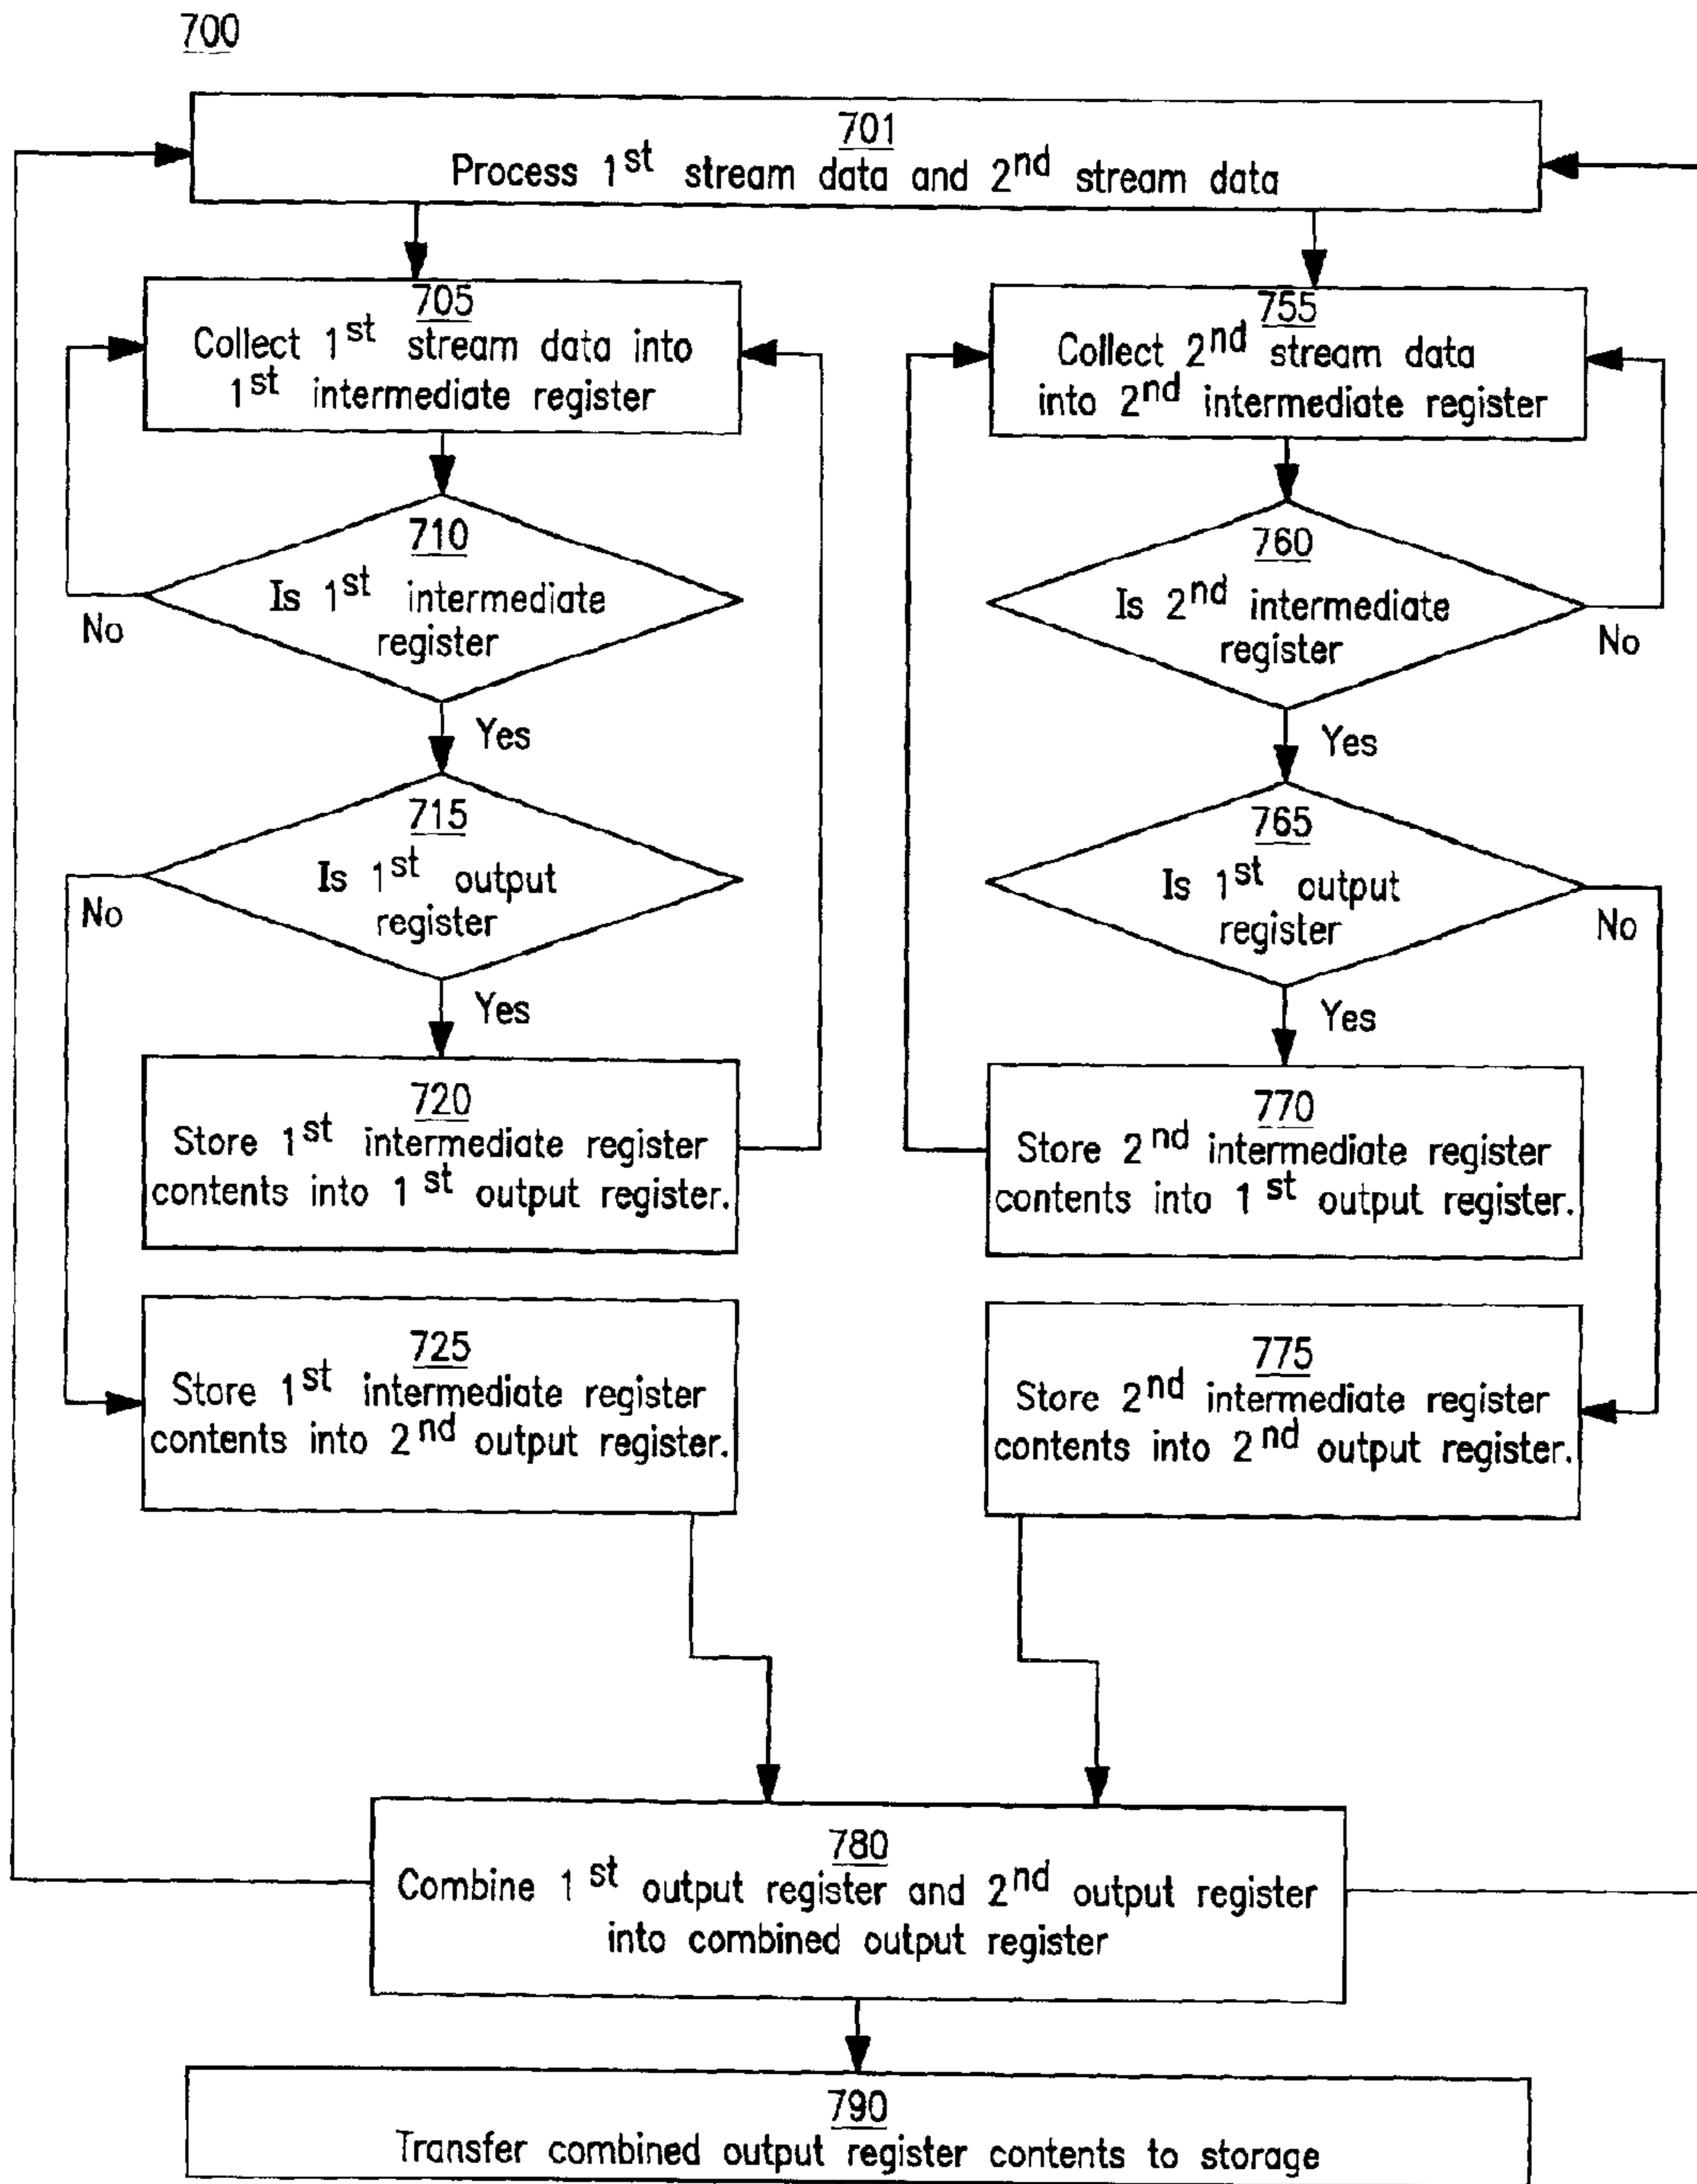 700
701
Process 1st stream data and 2nd stream data
705
Collect 1st stream data into
1st intermediate register
755
Collect 2nd stream data
into 2nd intermediate register
710
Is 1st intermediate
register
No
Yes
760
Is 2nd intermediate
register
No
Yes
715
Is 1st output
register
No
Yes
765
Is 1st output
register
No
Yes
720
Store 1st intermediate register
contents into 1st output register.
770
Store 2nd intermediate register
contents into 1st output register.
725
Store 1st intermediate register
contents into 2nd output register.
775
Store 2nd intermediate register
contents into 2nd output register.
780
Combine 1st output register and 2nd output register
into combined output register
790
Transfer combined output register contents to storage